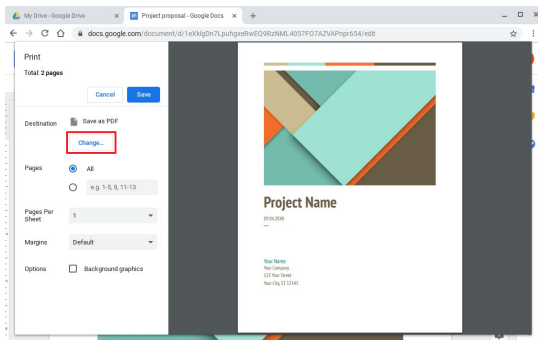 My Drive - Google Drive
Project proposal - Google Docs
docs.google.com/document/d/1eXklgDn7LpuhgxeRwEQ9RzNML4057FO7AZVAPnpr654/edit
Print
Total: 2 pages
Cancel
Save
Destination
Save as PDF
Change...
Pages
All
e.g. 1-5, 8, 11-13
Pages Per
Sheet
1
Margins
Default
Options
Background graphics
Project Name
09.04.20XX
Your Name
Your Company
123 Your Street
Your City, ST 12345